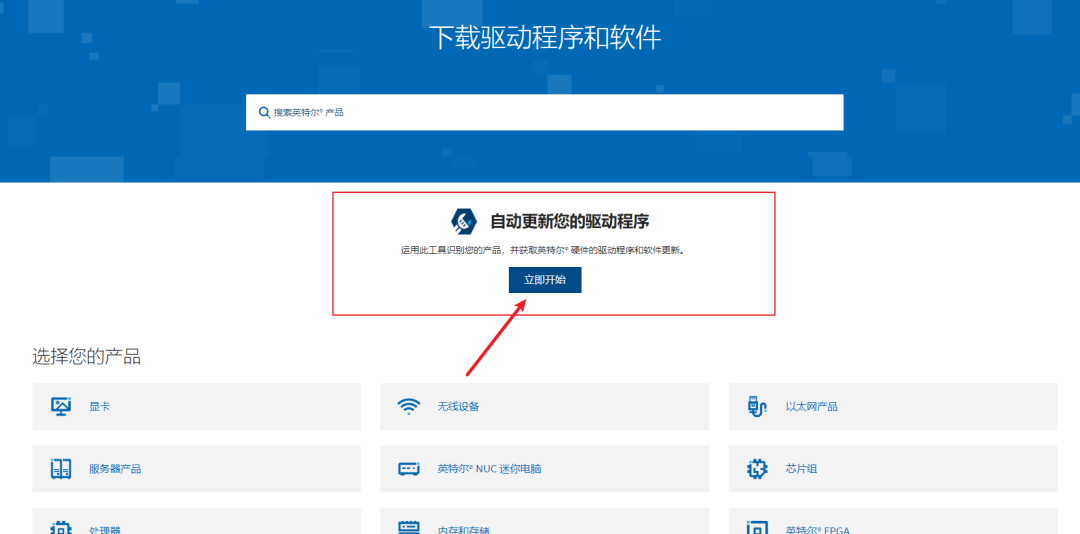 下载驱动程序和软件
搜索英特尔® 产品
自动更新您的驱动程序
运用此工具识别您的产品，并获取英特尔® 硬件的驱动程序和软件更新。
立即开始
选择您的产品
显卡
无线设备
以太网产品
服务器产品
英特尔® NUC 迷你电脑
芯片组
处理器
内存和存储
英特尔® FPGA